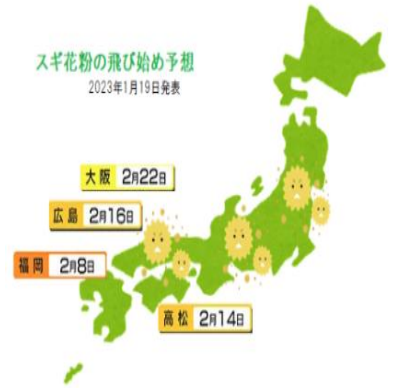 スギ花粉の飛び始め予想
2023年1月19日発表
大阪 2月22日
広島 2月16日
福岡 2月8日
高松 2月14日